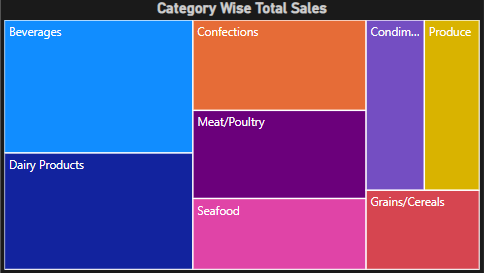 Category Wise Total Sales
Beverages
Confections
Condim...
Produce
Meat/Poultry
Dairy Products
Grains/Cereals
Seafood